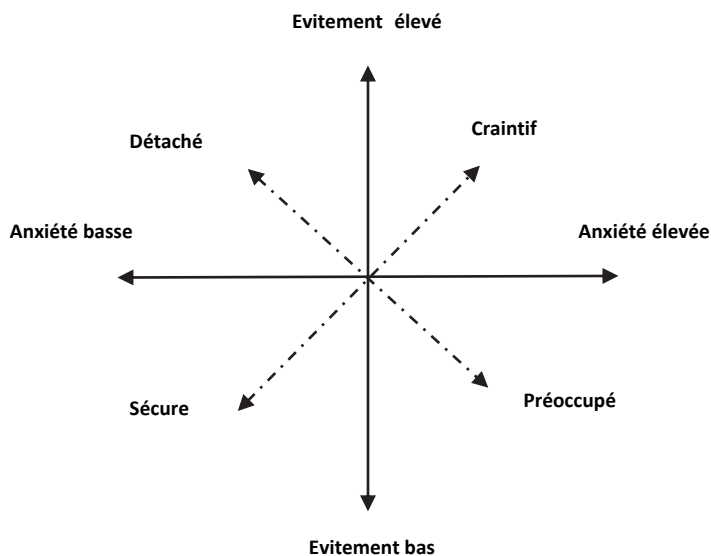 Evitement élevé
Détaché
Craintif
Anxiété basse
Anxiété élevée
Sécure
Préoccupé
Evitement bas